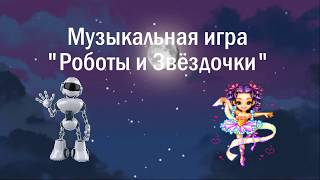 Музыкальная игра
"Роботы и Звёздочки"